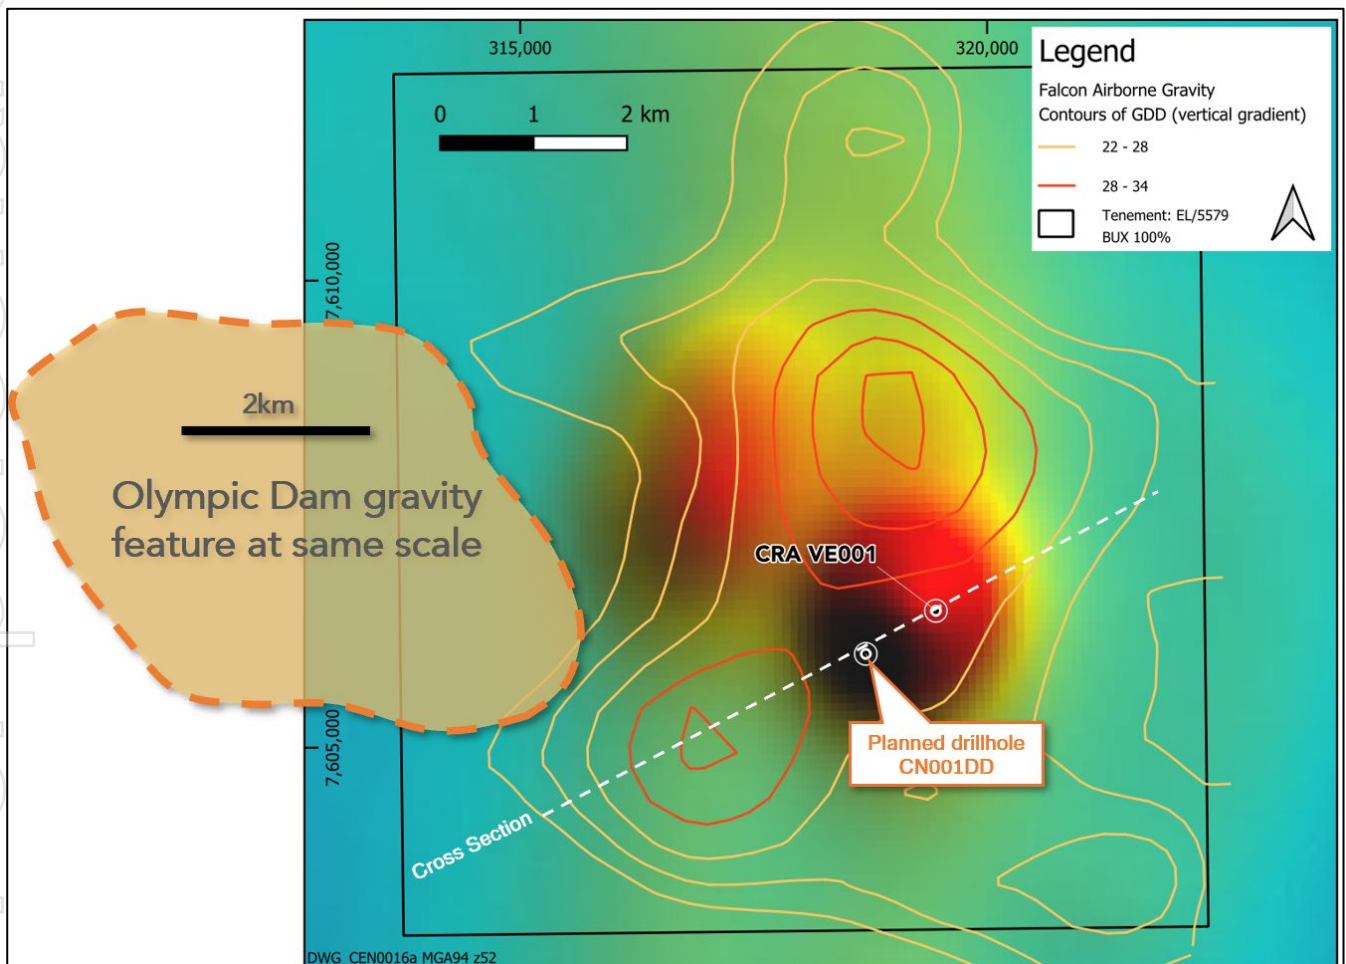 315,000
320,000
Legend
Falcon Airborne Gravity
Contours of GDD (vertical gradient)
22 - 28
28 - 34
Tenement: EL/5579
BUX 100%
0 1 2 km
7,610,000
2km
Olympic Dam gravity
feature at same scale
CRA VE001
Planned drillhole
CN001DD
7,605,000
Cross Section
DWG_CEN0016a MGA94 z52